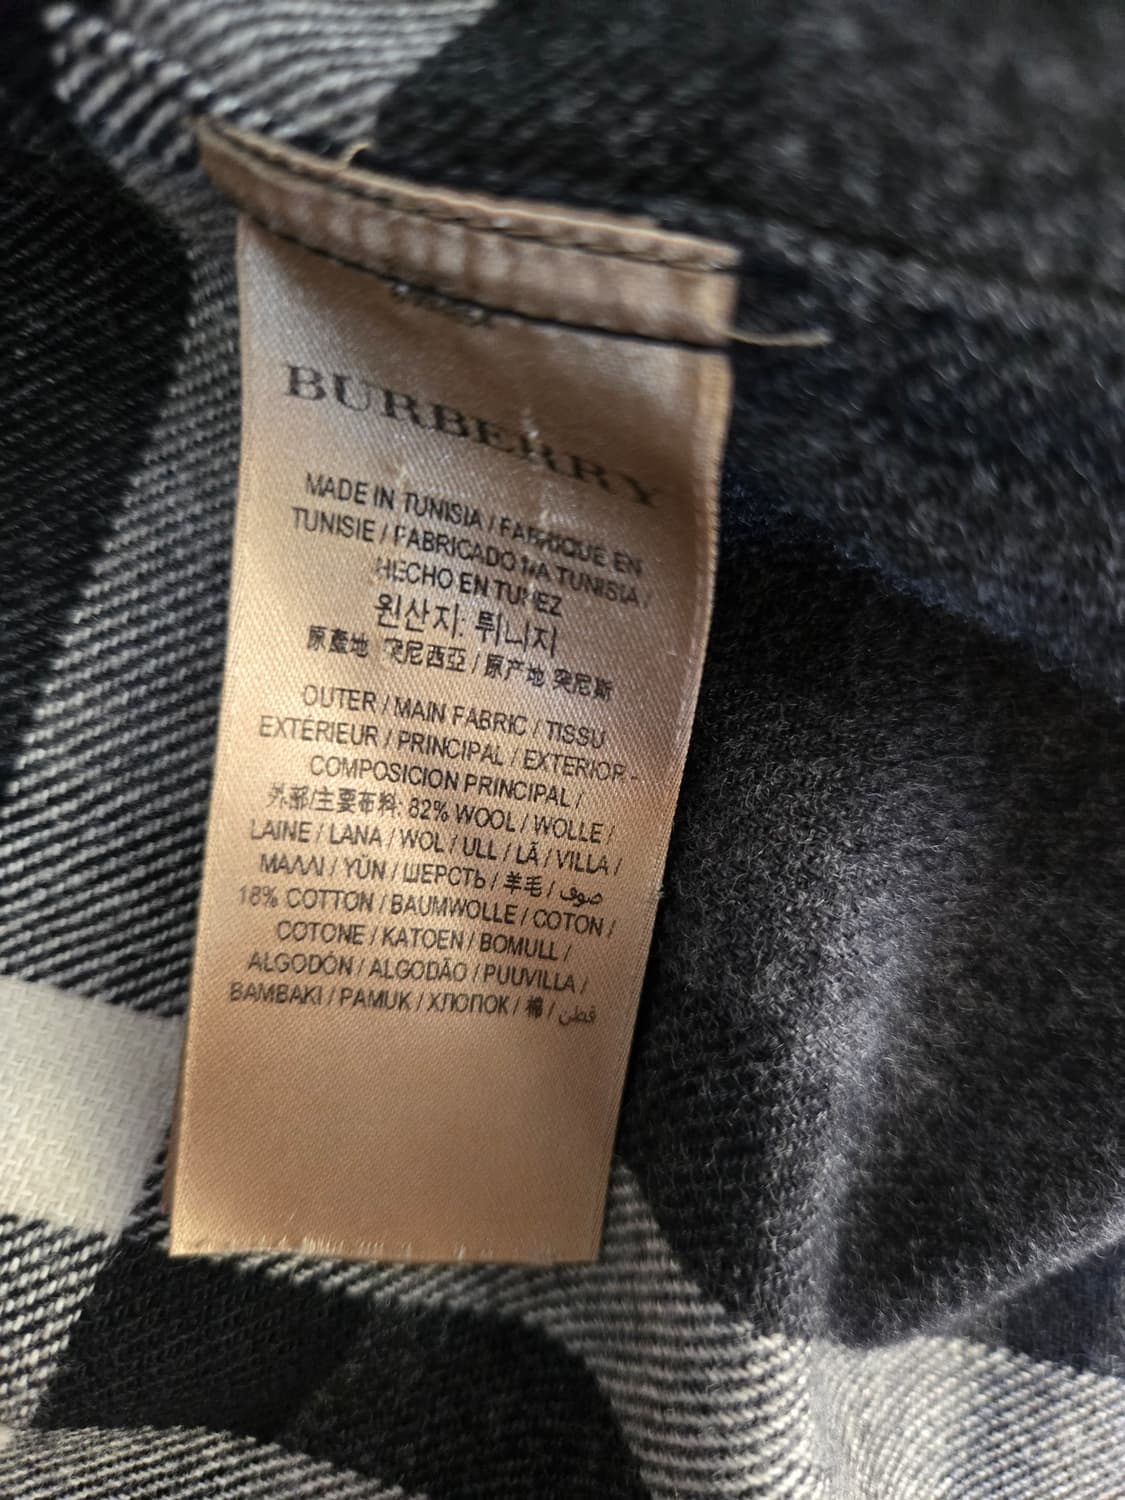 BURBERRY
MADE IN TUNISIA / FABRIQUE EN
TUNISIE / FABRICADO NA TUNISIA /
HECHO EN TUNEZ
원산지: 튀니지
原產地 突尼西亞 / 原产地 突尼斯
OUTER / MAIN FABRIC / TISSU
EXTÉRIEUR / PRINCIPAL / EXTERIOR -
COMPOSICION PRINCIPAL /
外部/主要布料: 82% WOOL / WOLLE /
LAINE / LANA / WOL / ULL / LÃ / VILLA /
ΜΑΛΛΙ / YÜN / ШЕРСТЬ / 羊毛 / صوف
18% COTTON / BAUMWOLLE / COTON /
COTONE / KATOEN / BOMULL /
ALGODÓN / ALGODÃO / PUUVILLA /
BAMBAKI / PAMUK / ХЛОПОК / 棉 / قطن